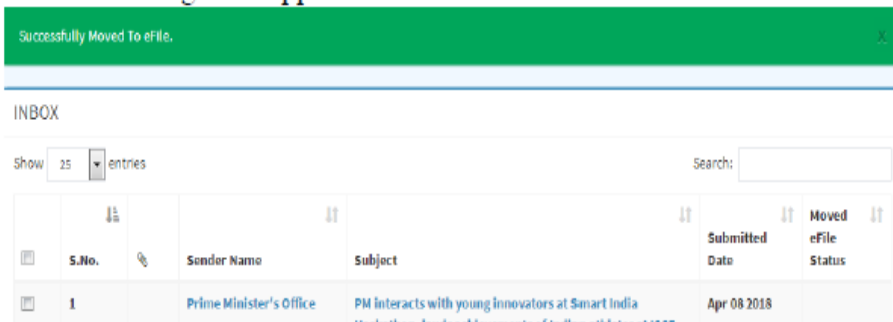 Successfully Moved To eFile.
X
INBOX
Show 25 entries
Search:
S.No.
Sender Name
Subject
Submitted Date
Moved eFile Status
1
Prime Minister's Office
PM interacts with young innovators at Smart India
Apr 08 2018